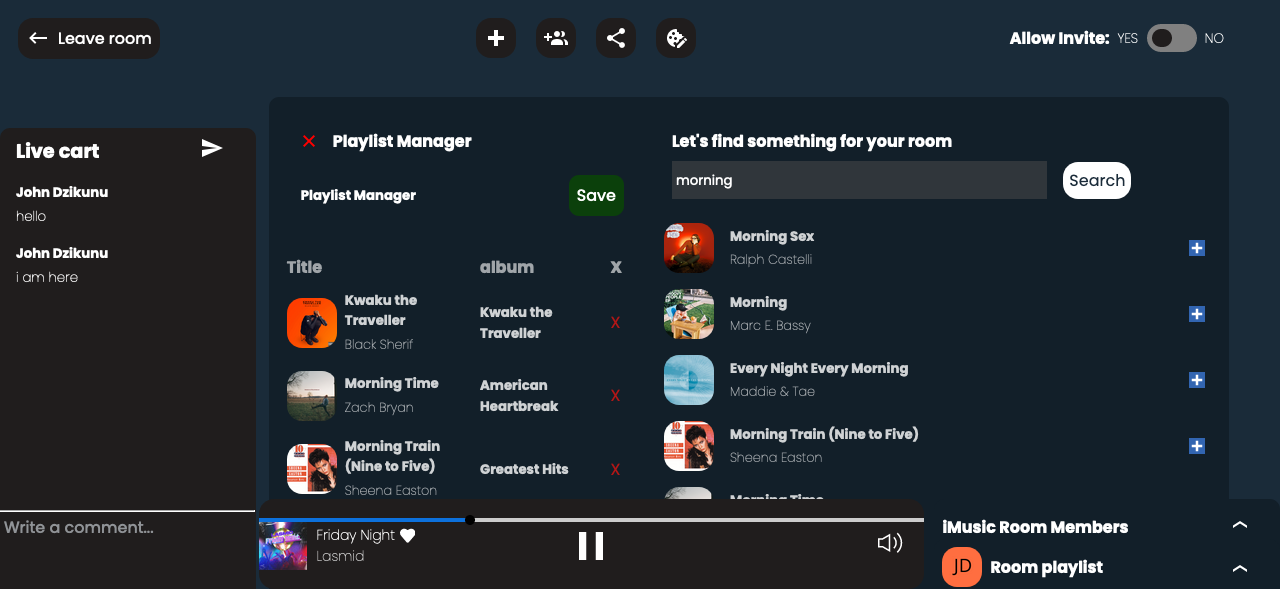 Leave room
Allow Invite: YES NO
Live cart
John Dzikunu
hello
John Dzikunu
i am here
Write a comment...
Playlist Manager
Playlist Manager
Save
Title album X
Kwaku the
Traveller
Black Sherif
Kwaku the
Traveller
X
Morning Time
Zach Bryan
American
Heartbreak
X
Morning Train
(Nine to Five)
Sheena Easton
Greatest Hits
X
Let's find something for your room
morning
Search
Morning Sex
Ralph Castelli
Morning
Marc E. Bassy
Every Night Every Morning
Maddie & Tae
Morning Train (Nine to Five)
Sheena Easton
Morning Time
Friday Night
Lasmid
iMusic Room Members
JD
Room playlist